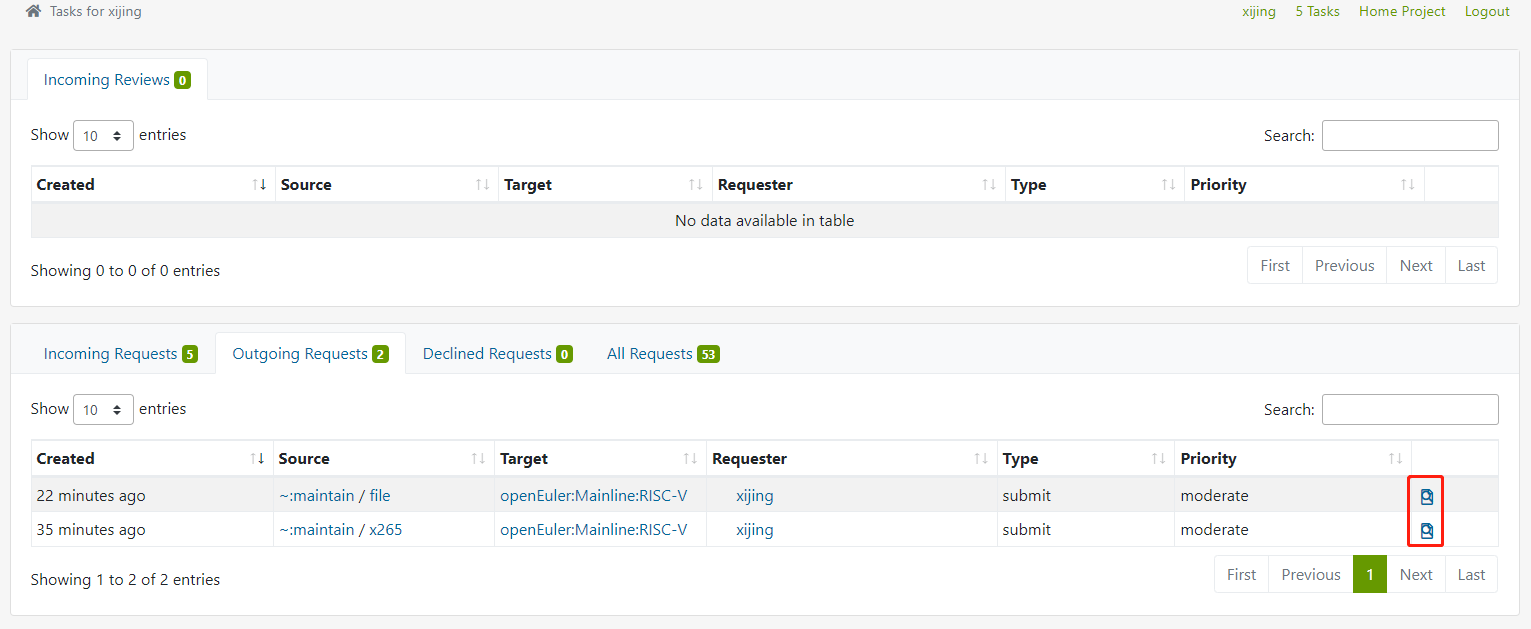 Tasks for xijing xijing 5 Tasks Home Project Logout
Incoming Reviews 0
Show 10 entries Search:
Created Source Target Requester Type Priority
No data available in table
Showing 0 to 0 of 0 entries First Previous Next Last
Incoming Requests 5 Outgoing Requests 2 Declined Requests 0 All Requests 53
Show 10 entries Search:
Created Source Target Requester Type Priority
22 minutes ago ~:maintain / file openEuler:Mainline:RISC-V xijing submit moderate
35 minutes ago ~:maintain / x265 openEuler:Mainline:RISC-V xijing submit moderate
Showing 1 to 2 of 2 entries First Previous 1 Next Last